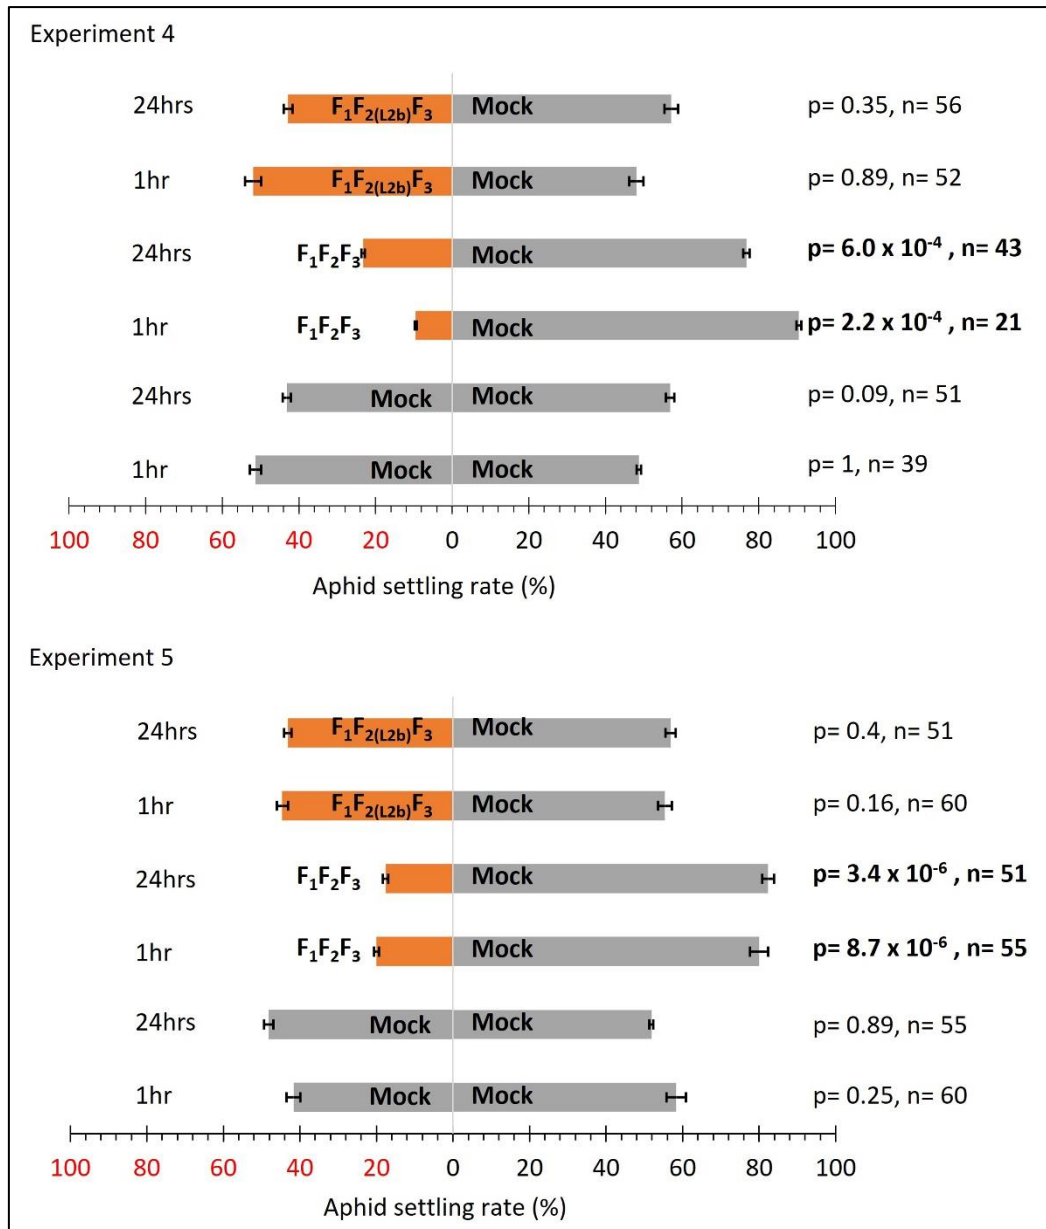 Experiment 4
24hrs F₁F₂₍L2b₎F₃ Mock p= 0.35, n= 56
1hr F₁F₂₍L2b₎F₃ Mock p= 0.89, n= 52
24hrs F₁F₂F₃ Mock p= 6.0 x 10⁻⁴ , n= 43
1hr F₁F₂F₃ Mock p= 2.2 x 10⁻⁴ , n= 21
24hrs Mock Mock p= 0.09, n= 51
1hr Mock Mock p= 1, n= 39
100 80 60 40 20 0 20 40 60 80 100
Aphid settling rate (%)
Experiment 5
24hrs F₁F₂₍L2b₎F₃ Mock p= 0.4, n= 51
1hr F₁F₂₍L2b₎F₃ Mock p= 0.16, n= 60
24hrs F₁F₂F₃ Mock p= 3.4 x 10⁻⁶ , n= 51
1hr F₁F₂F₃ Mock p= 8.7 x 10⁻⁶ , n= 55
24hrs Mock Mock p= 0.89, n= 55
1hr Mock Mock p= 0.25, n= 60
100 80 60 40 20 0 20 40 60 80 100
Aphid settling rate (%)